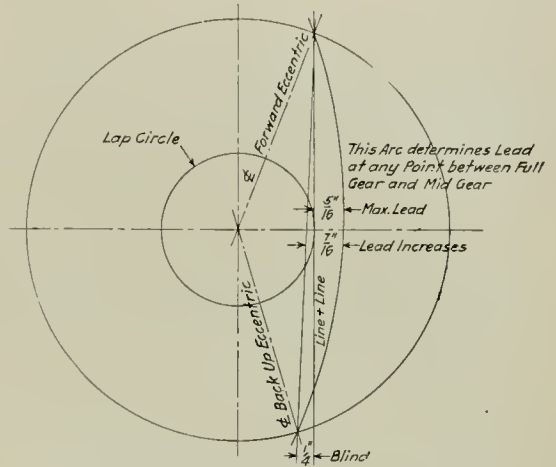 Forward Eccentric
Lap Circle
℄
This Arc determines Lead
at any Point between Full
Gear and Mid Gear
5"/16
Max. Lead
7"/16
Lead Increases
℄ Back Up Eccentric
Line + Line
1"/4
Blind